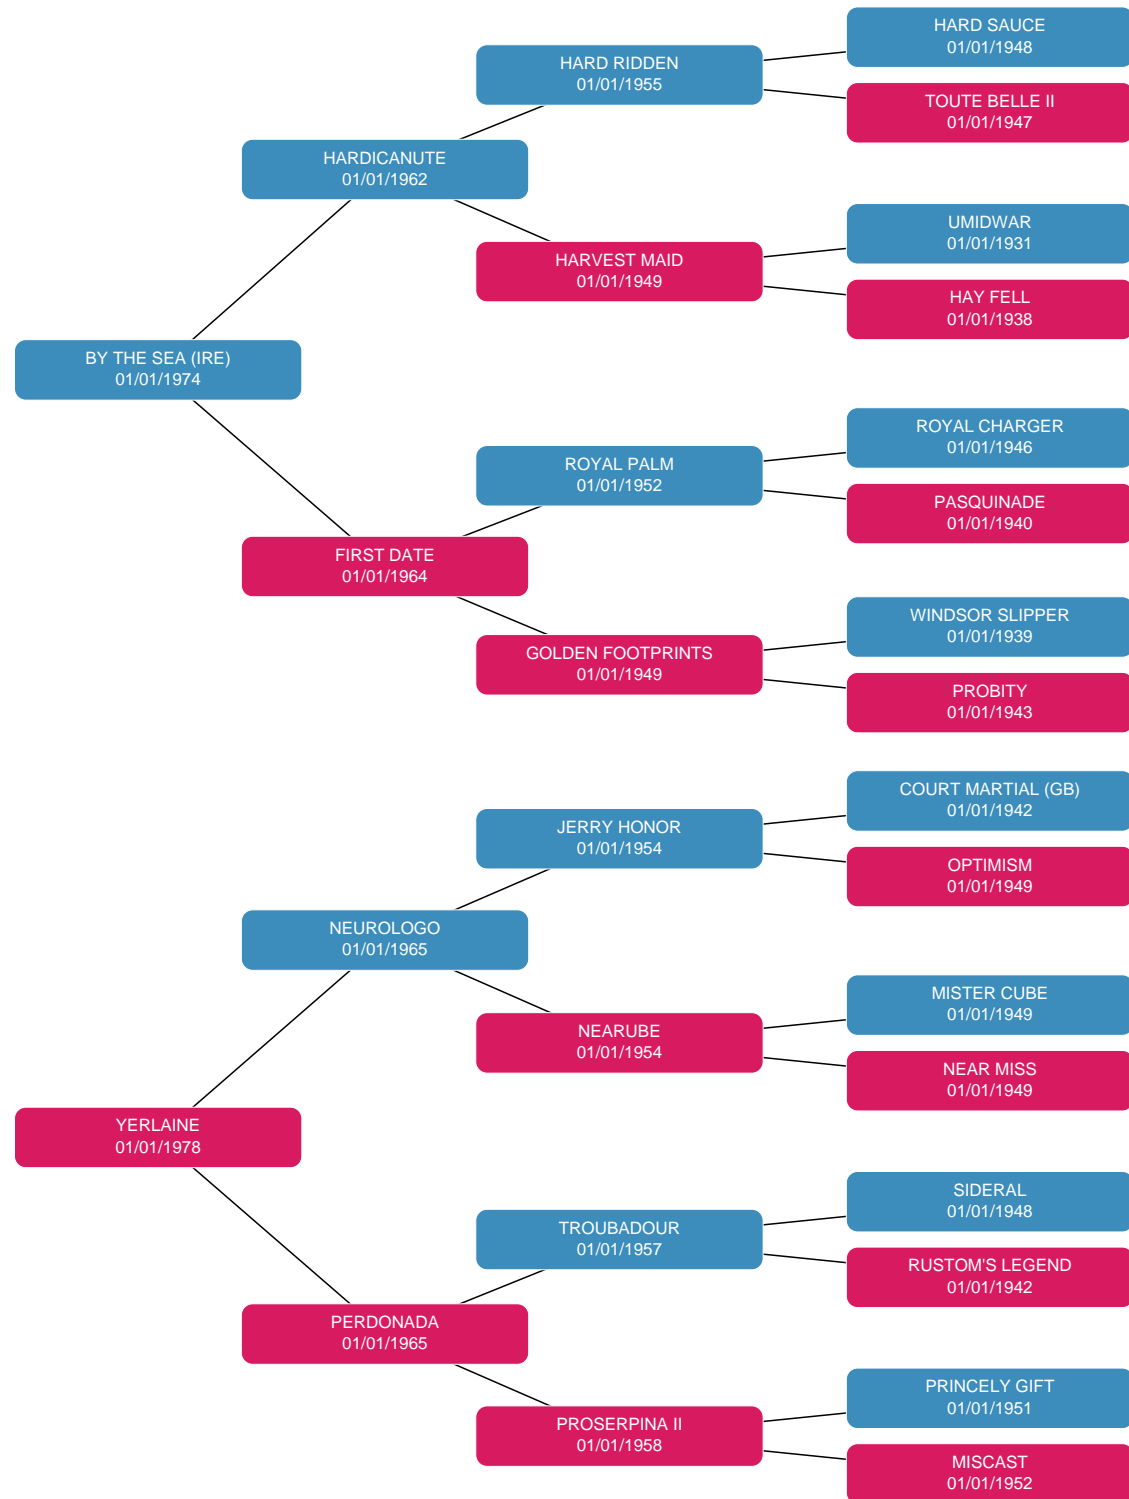 HARD SAUCE
01/01/1948
HARD RIDDEN
01/01/1955
TOUTE BELLE II
01/01/1947
HARDICANUTE
01/01/1962
UMIDWAR
01/01/1931
HARVEST MAID
01/01/1949
HAY FELL
01/01/1938
BY THE SEA (IRE)
01/01/1974
ROYAL CHARGER
01/01/1946
ROYAL PALM
01/01/1952
PASQUINADE
01/01/1940
FIRST DATE
01/01/1964
WINDSOR SLIPPER
01/01/1939
GOLDEN FOOTPRINTS
01/01/1949
PROBITY
01/01/1943
COURT MARTIAL (GB)
01/01/1942
JERRY HONOR
01/01/1954
OPTIMISM
01/01/1949
NEUROLOGO
01/01/1965
MISTER CUBE
01/01/1949
NEARUBE
01/01/1954
NEAR MISS
01/01/1949
YERLAINE
01/01/1978
SIDERAL
01/01/1948
TROUBADOUR
01/01/1957
RUSTOM'S LEGEND
01/01/1942
PERDONADA
01/01/1965
PRINCELY GIFT
01/01/1951
PROSERPINA II
01/01/1958
MISCAST
01/01/1952